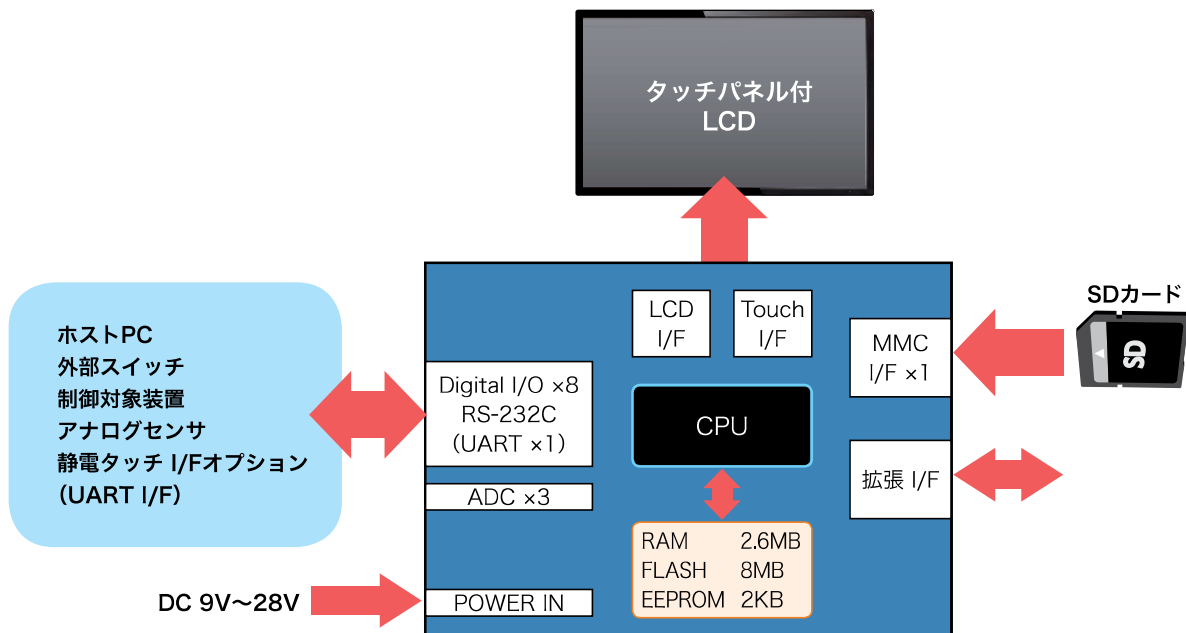 タッチパネル付
LCD
ホストPC
外部スイッチ
制御対象装置
アナログセンサ
静電タッチ I/Fオプション
（UART I/F）
DC 9V～28V
Digital I/O ×8
RS-232C
（UART ×1）
ADC ×3
POWER IN
LCD
I/F
Touch
I/F
CPU
RAM 2.6MB
FLASH 8MB
EEPROM 2KB
MMC
I/F ×1
拡張 I/F
SDカード
SD